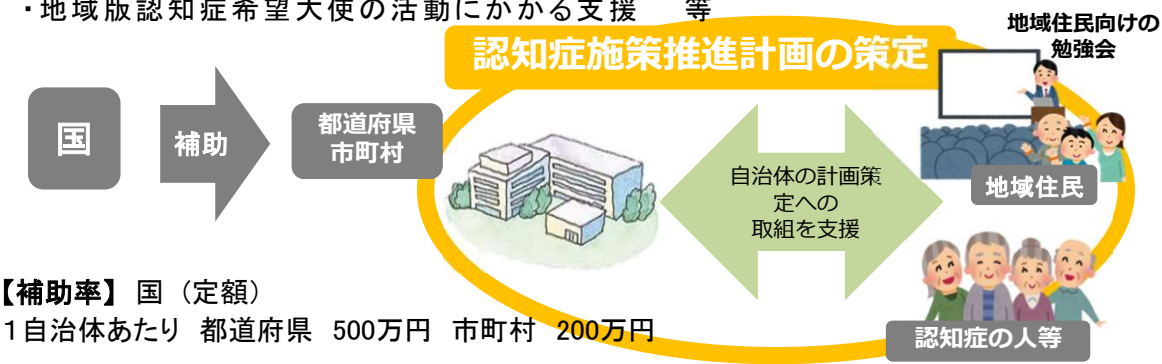 ・地域版認知症希望大使の活動にかかる支援　等
地域住民向けの
勉強会
認知症施策推進計画の策定
国
補助
都道府県
市町村
自治体の計画策
定への
取組を支援
地域住民
認知症の人等
【補助率】 国（定額）
１自治体あたり　都道府県　500万円　市町村　200万円